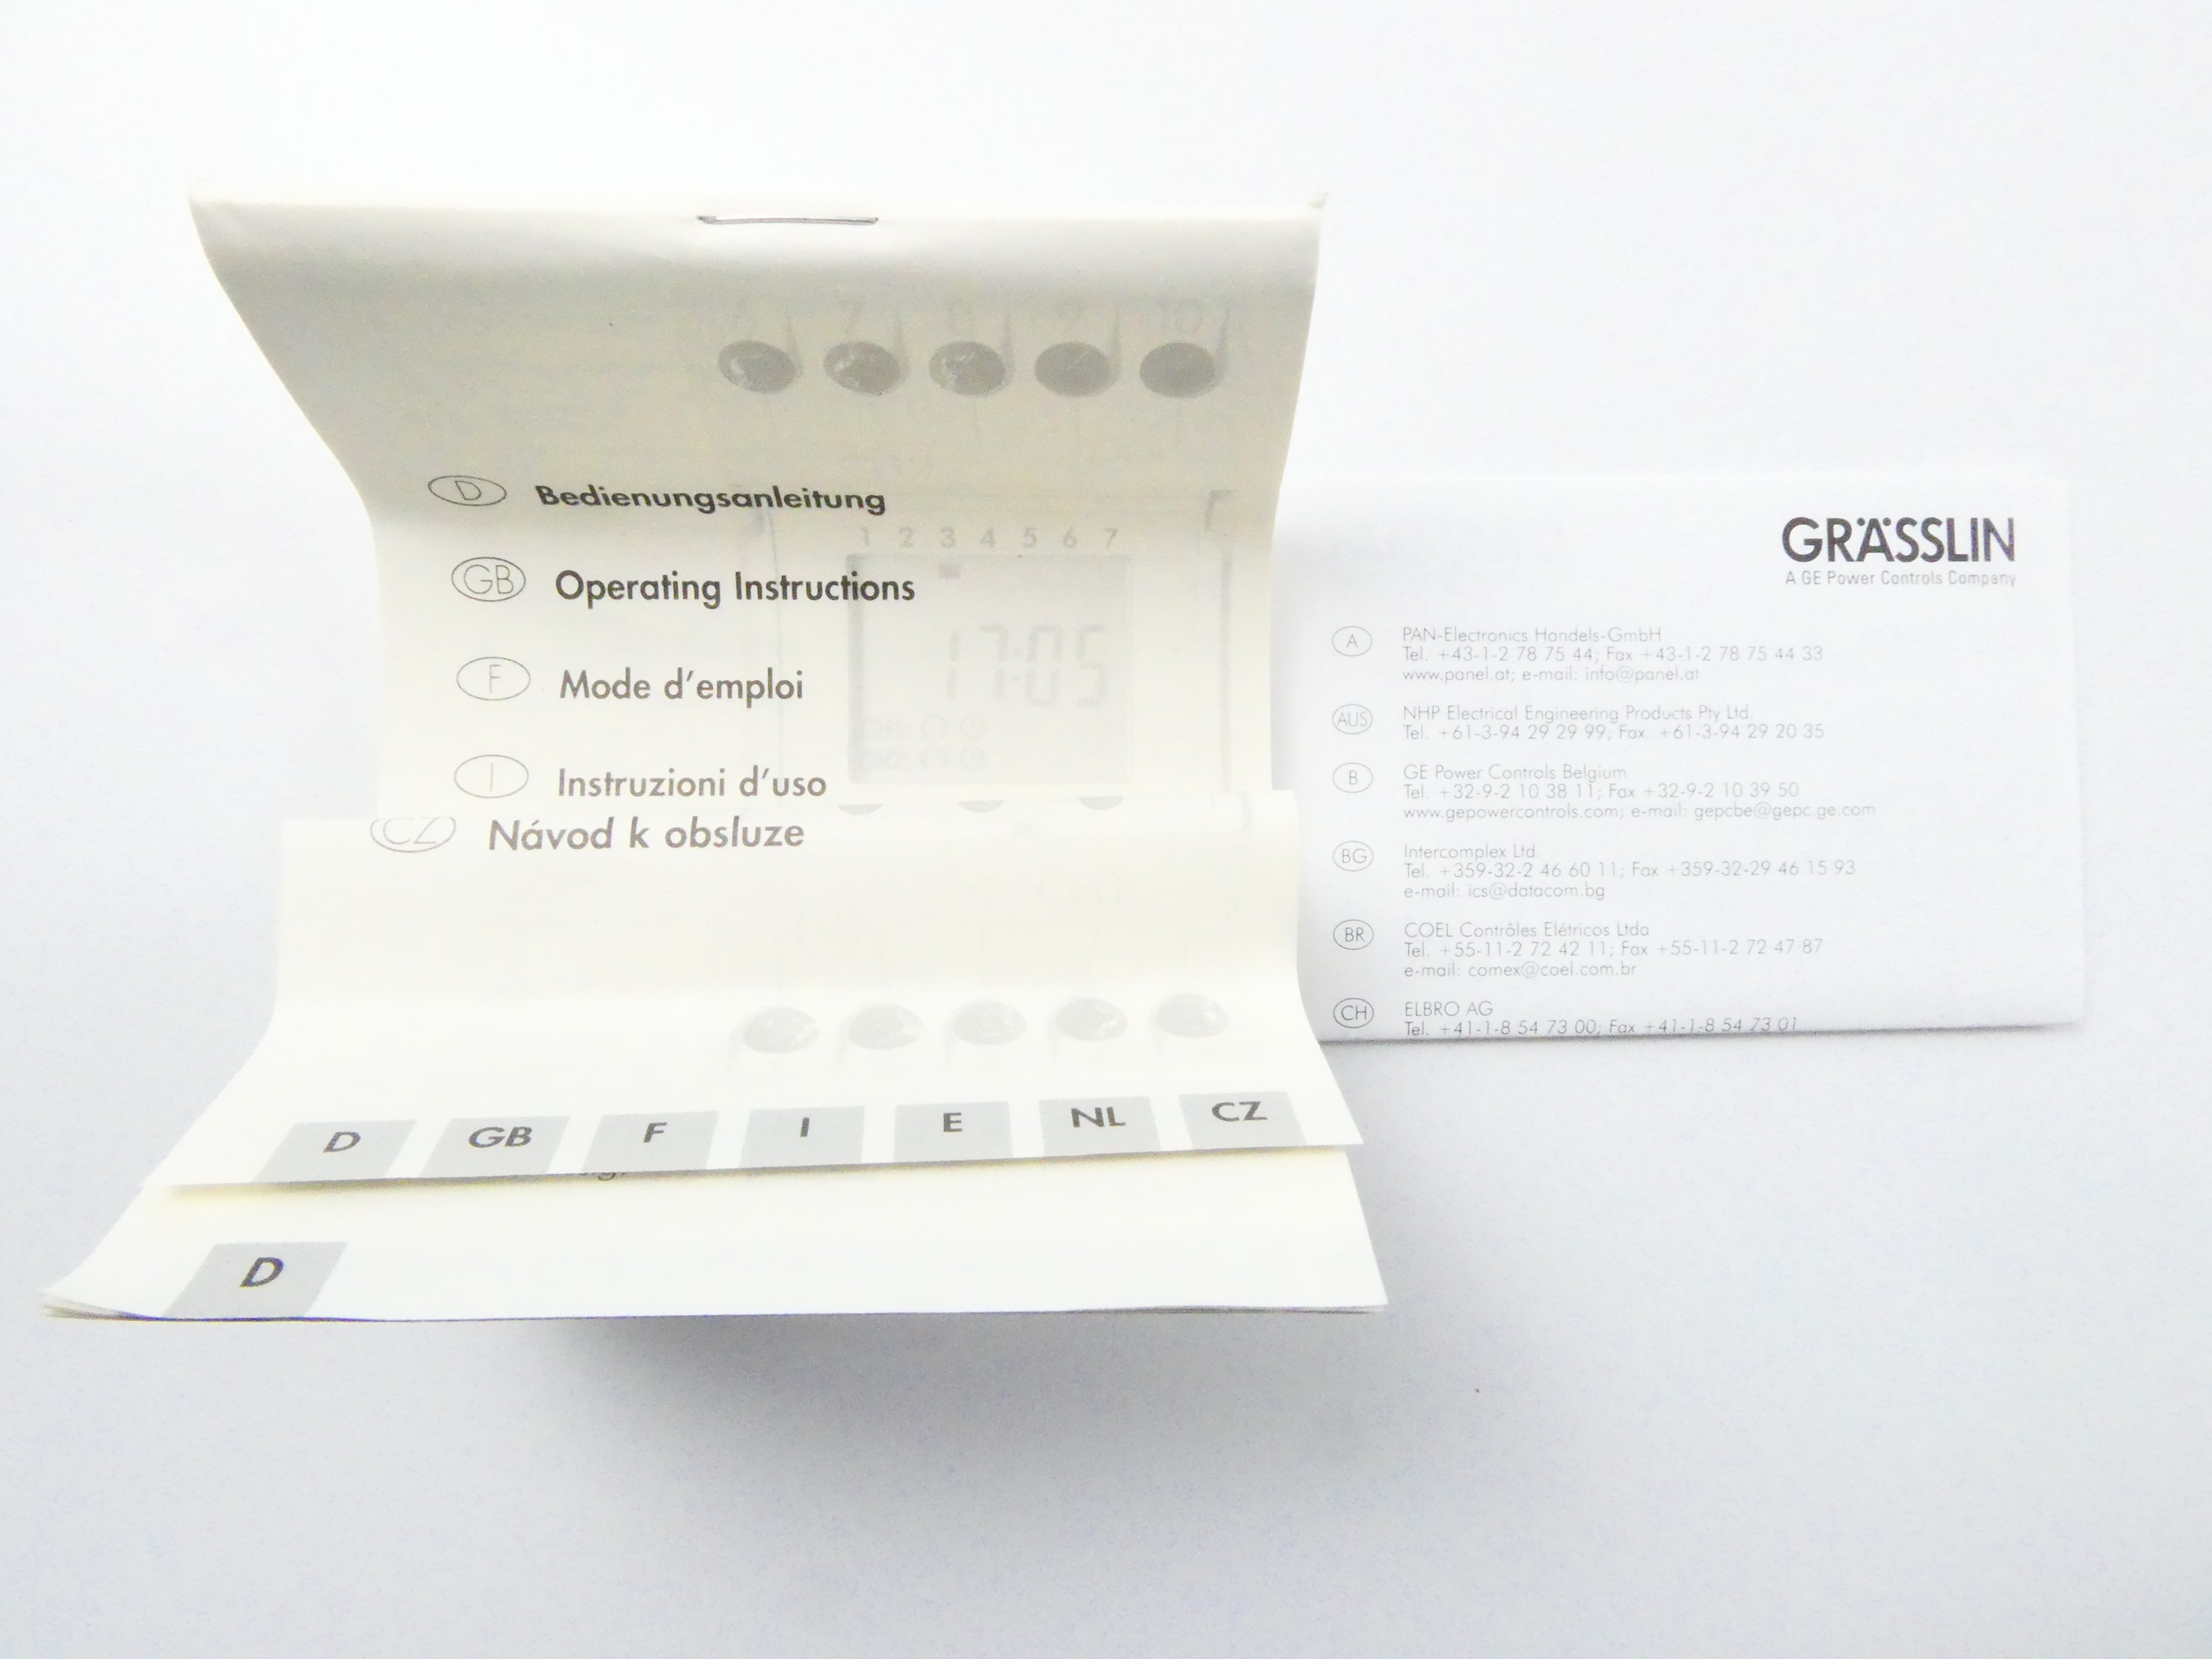 7 8 9 10
D Bedienungsanleitung
1 2 3 4 5 6 7
GB Operating Instructions
17:05
F Mode d'emploi
I Instruzioni d'uso
CZ Návod k obsluze
D GB F I E NL CZ
D
GRÄSSLIN
A GE Power Controls Company
A PAN-Electronics Handels-GmbH
Tel. +43-1-2 78 75 44; Fax +43-1-2 78 75 44 33
www.panel.at; e-mail: info@panel.at
AUS NHP Electrical Engineering Products Pty Ltd.
Tel. +61-3-94 29 29 99; Fax. +61-3-94 29 20 35
B GE Power Controls Belgium
Tel. +32-9-2 10 38 11; Fax +32-9-2 10 39 50
www.gepowercontrols.com; e-mail: gepcbe@gepc.ge.com
BG Intercomplex Ltd.
Tel. +359-32-2 46 60 11; Fax +359-32-29 46 15 93
e-mail: ics@datacom.bg
BR COEL Contrôles Elétricos Ltda
Tel. +55-11-2 72 42 11; Fax +55-11-2 72 47 87
e-mail: comex@coel.com.br
CH ELBRO AG
Tel. +41-1-8 54 73 00; Fax +41-1-8 54 73 01